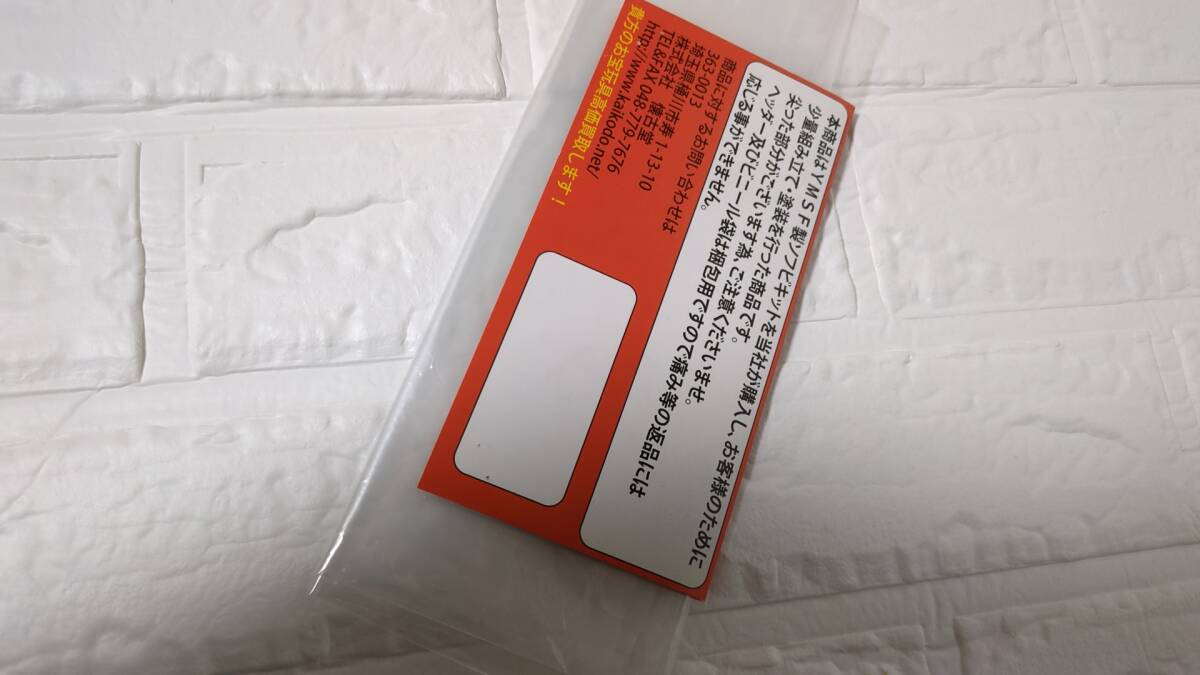 本商品はYMSF製ソフビキットを当社が購入し、お客様のために
少量組み立て塗装を行った商品です。
尖った部分がございます為、ご注意くださいませ。
ヘッダー及びビニール袋は梱包用ですので痛み等の返品には
応じる事ができません。
商品に対するお問い合わせは
363-0013
埼玉県桶川市寿1-13-10
株式会社 懐古堂
TEL&FAX 048-779-7676
http://www.kaikodo.net/
貴方のお宝玩具高価買取します！